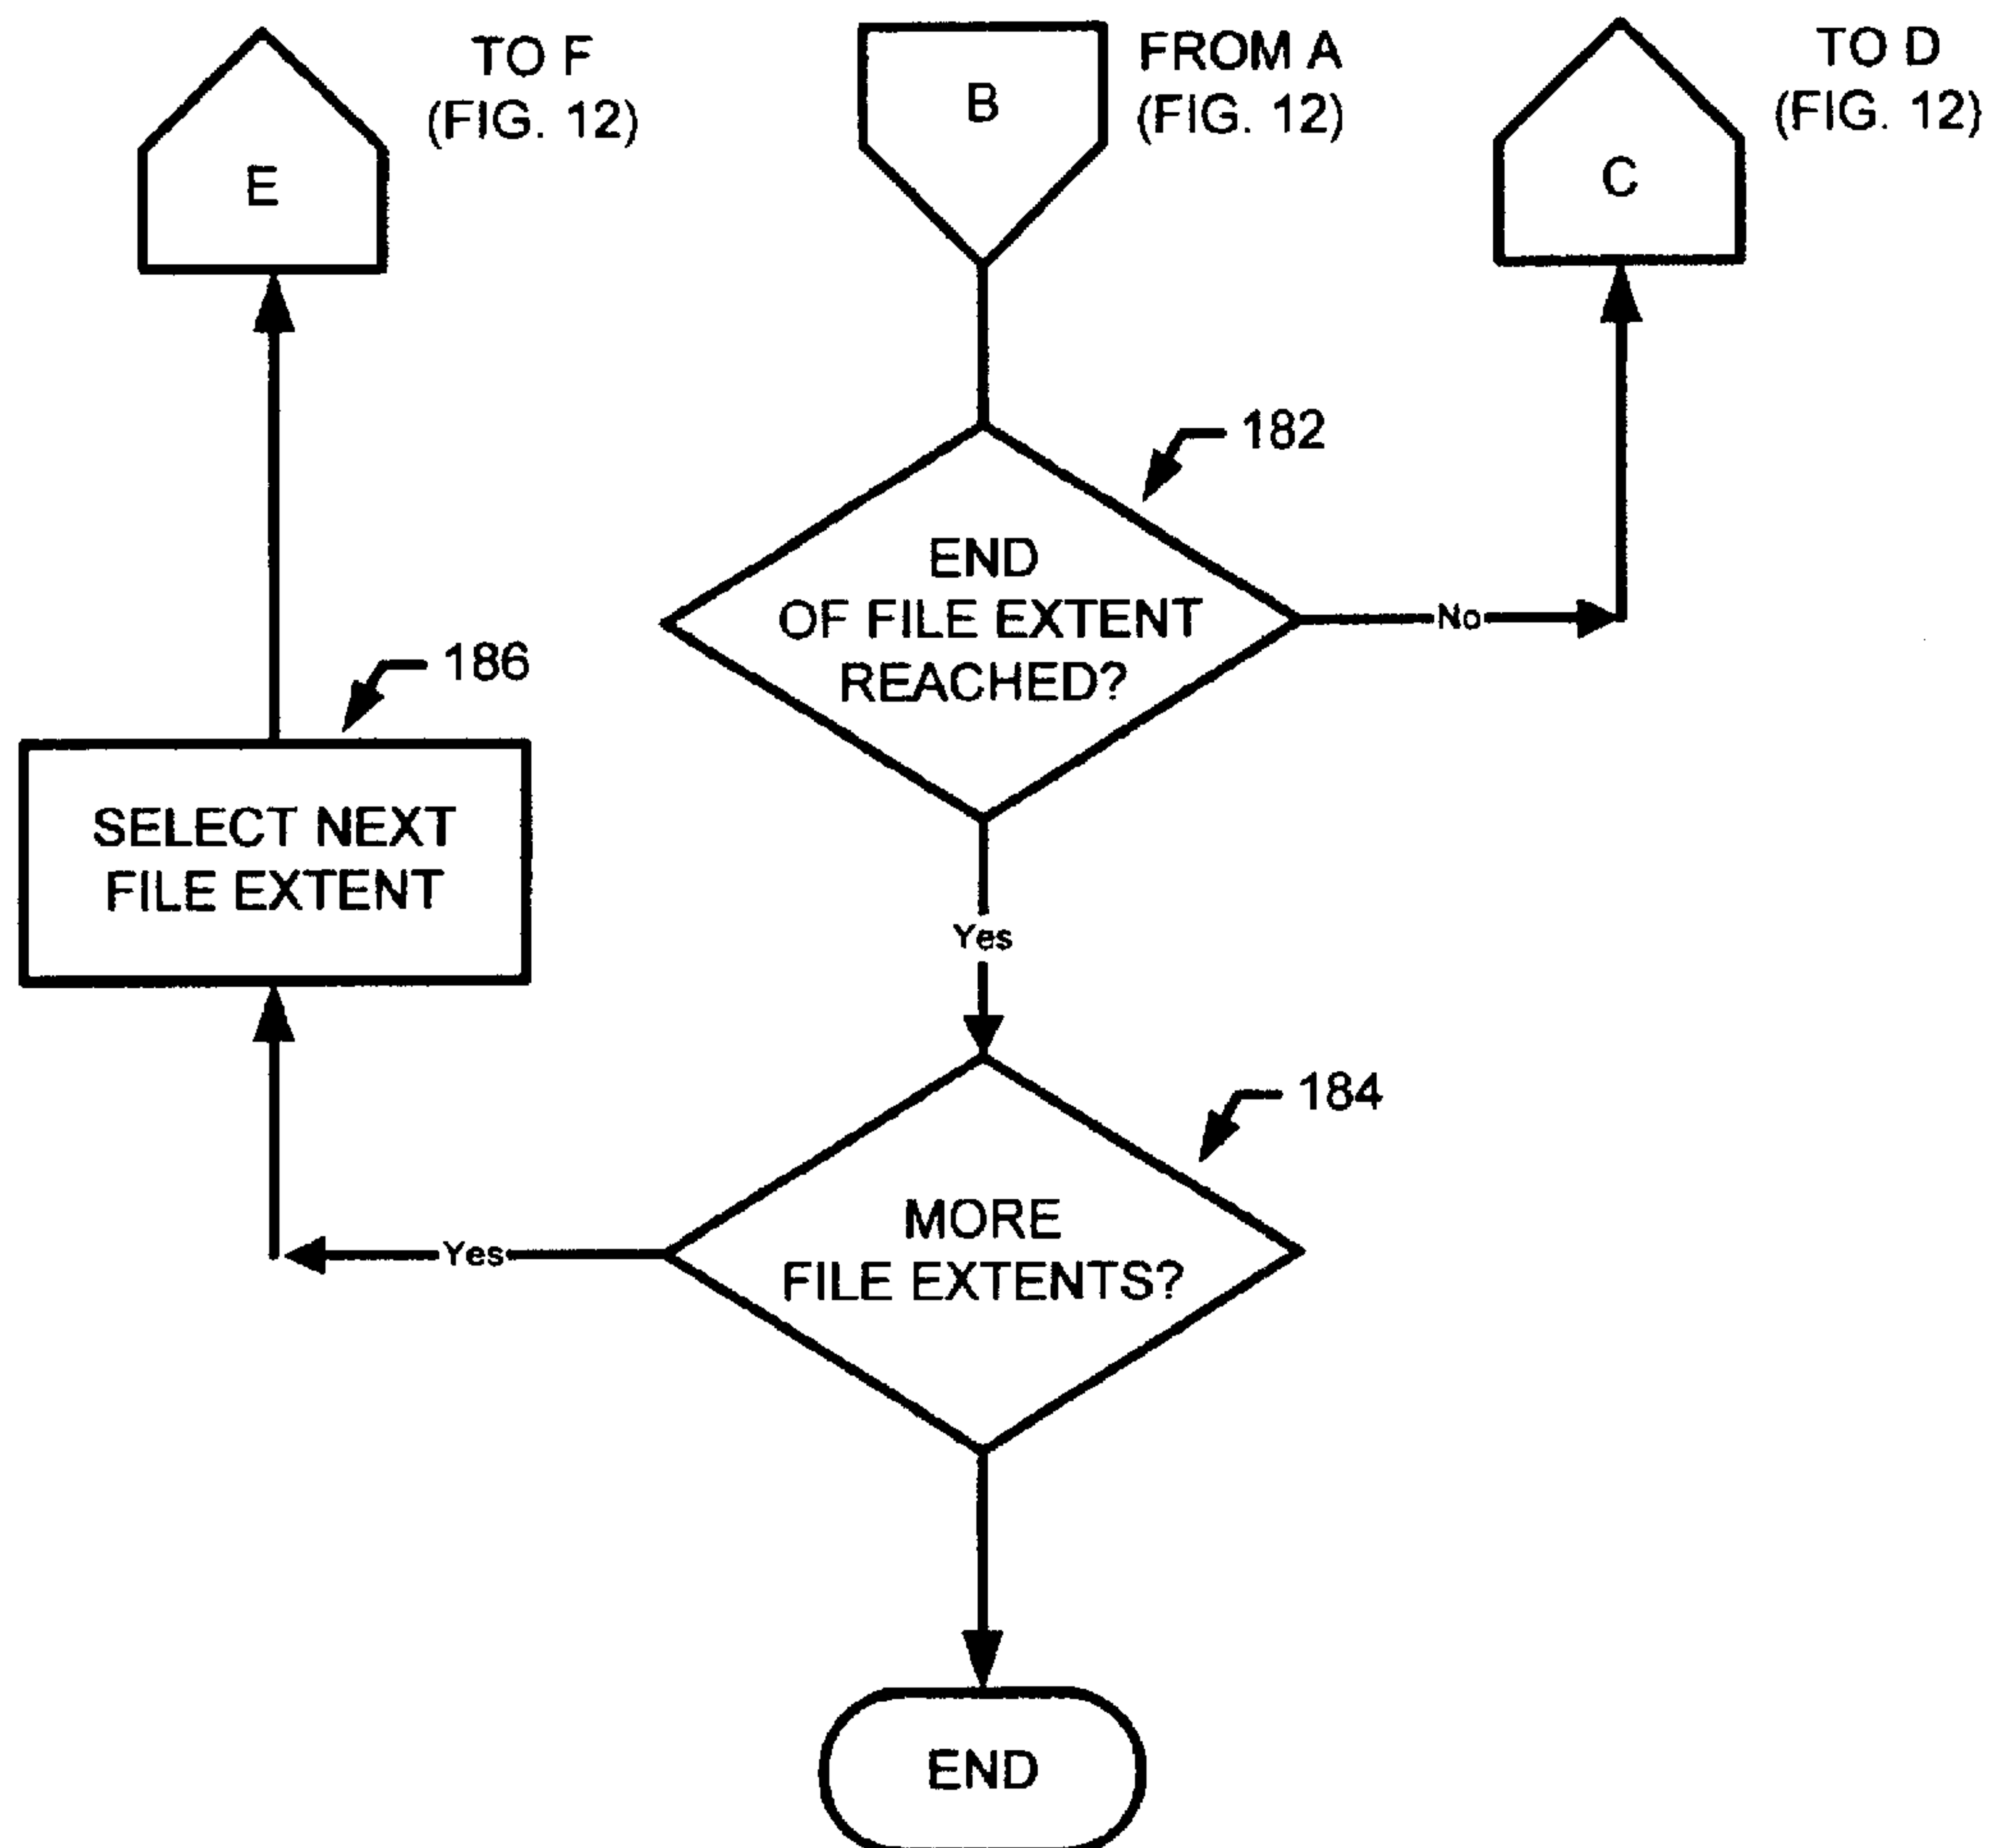 TO F
(FIG. 12)
E
B
FROM A
(FIG. 12)
TO D
(FIG. 12)
C
182
END
OF FILE EXTENT
REACHED?
No
186
SELECT NEXT
FILE EXTENT
Yes
184
MORE
FILE EXTENTS?
Yes
END